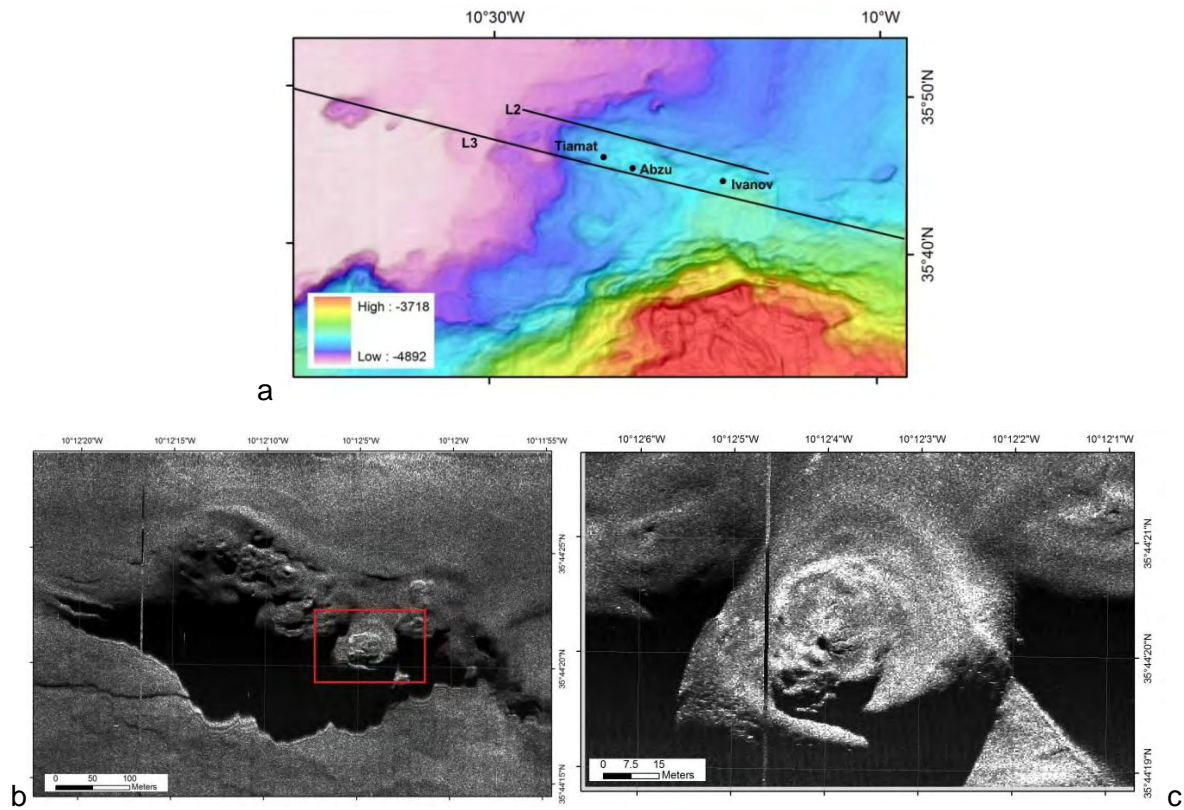 10°30'W 10°W
35°50'N
L2
L3
Tiamat
Abzu
Ivanov
35°40'N
High : -3718
Low : -4892
a
10°12'20"W 10°12'15"W 10°12'10"W 10°12'5"W 10°12'W 10°11'55"W
35°44'25"N
35°44'20"N
35°44'15"N
0 50 100
Meters
b
10°12'6"W 10°12'5"W 10°12'4"W 10°12'3"W 10°12'2"W 10°12'1"W
35°44'21"N
35°44'20"N
35°44'19"N
0 7.5 15
Meters
c